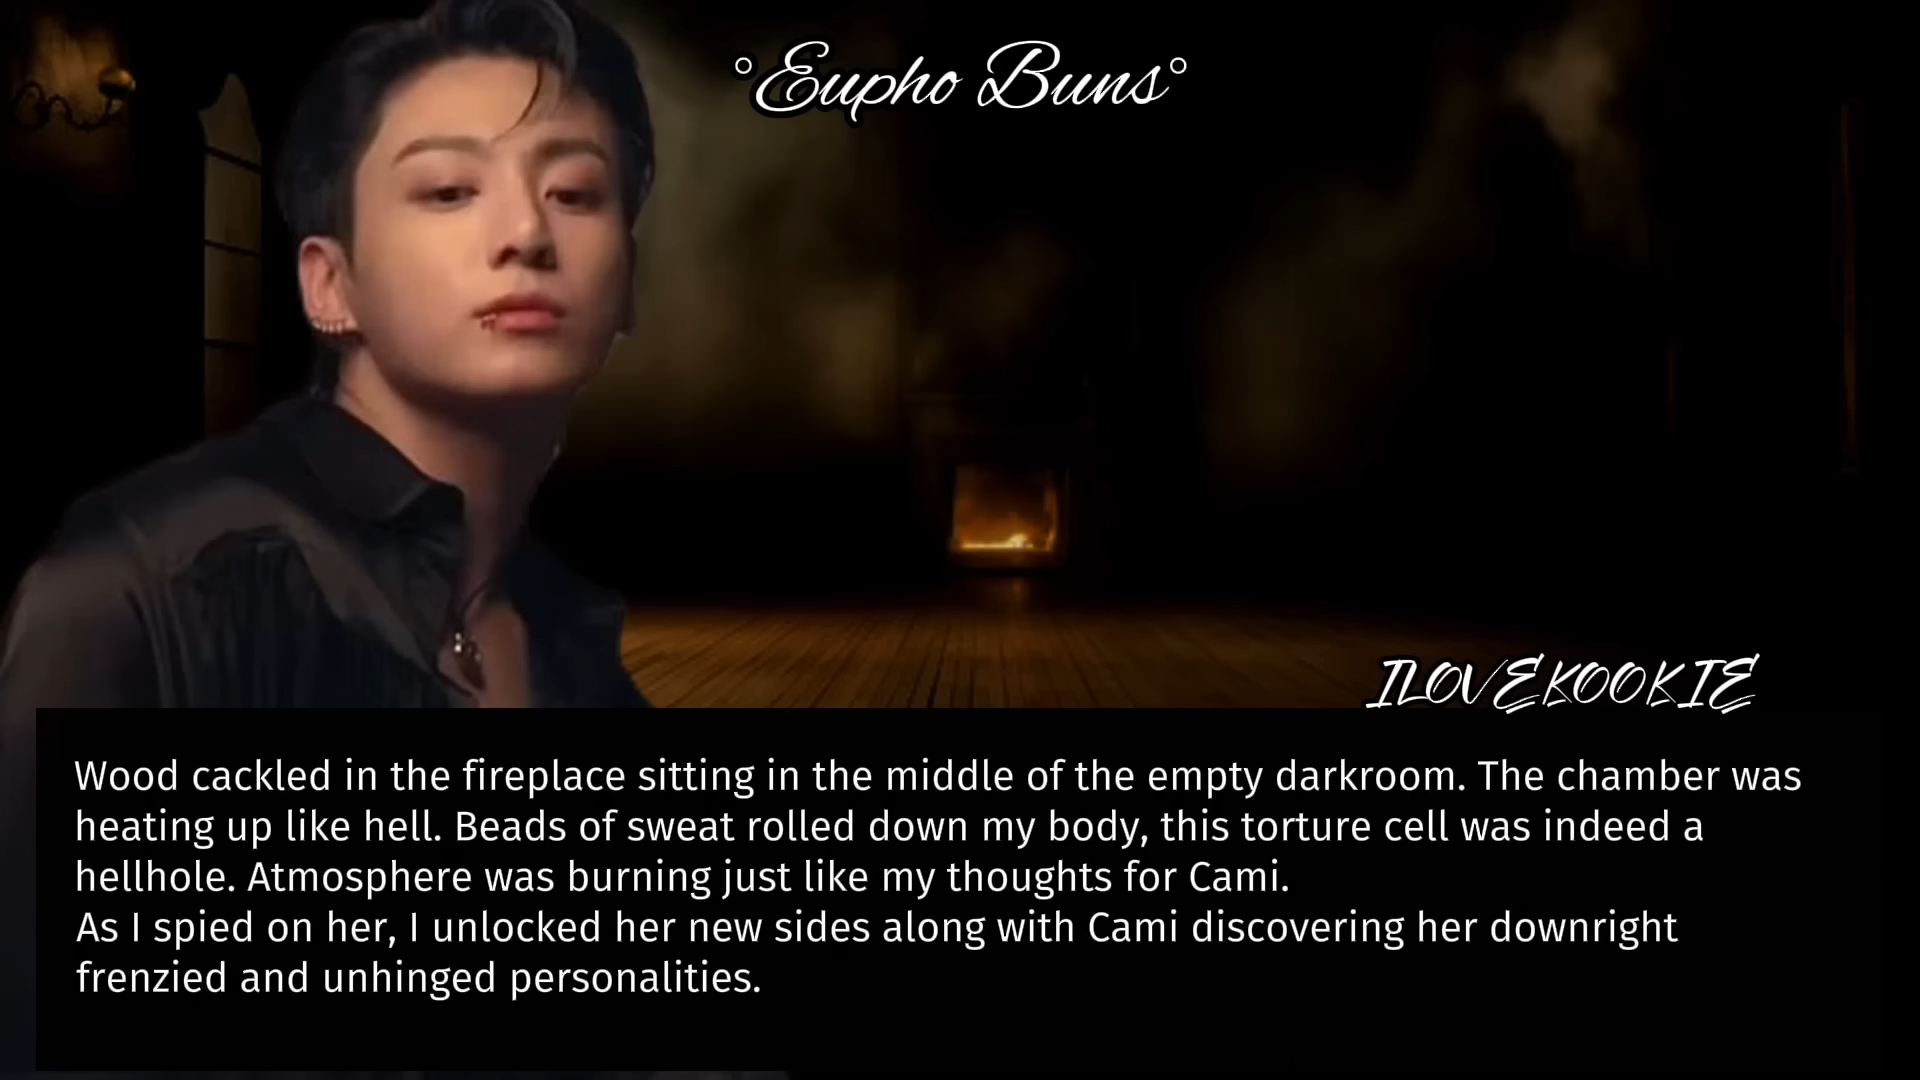 °Eupho Buns°
ILOVEKOOKIE
Wood cackled in the fireplace sitting in the middle of the empty darkroom. The chamber was
heating up like hell. Beads of sweat rolled down my body, this torture cell was indeed a
hellhole. Atmosphere was burning just like my thoughts for Cami.
As I spied on her, I unlocked her new sides along with Cami discovering her downright
frenzied and unhinged personalities.